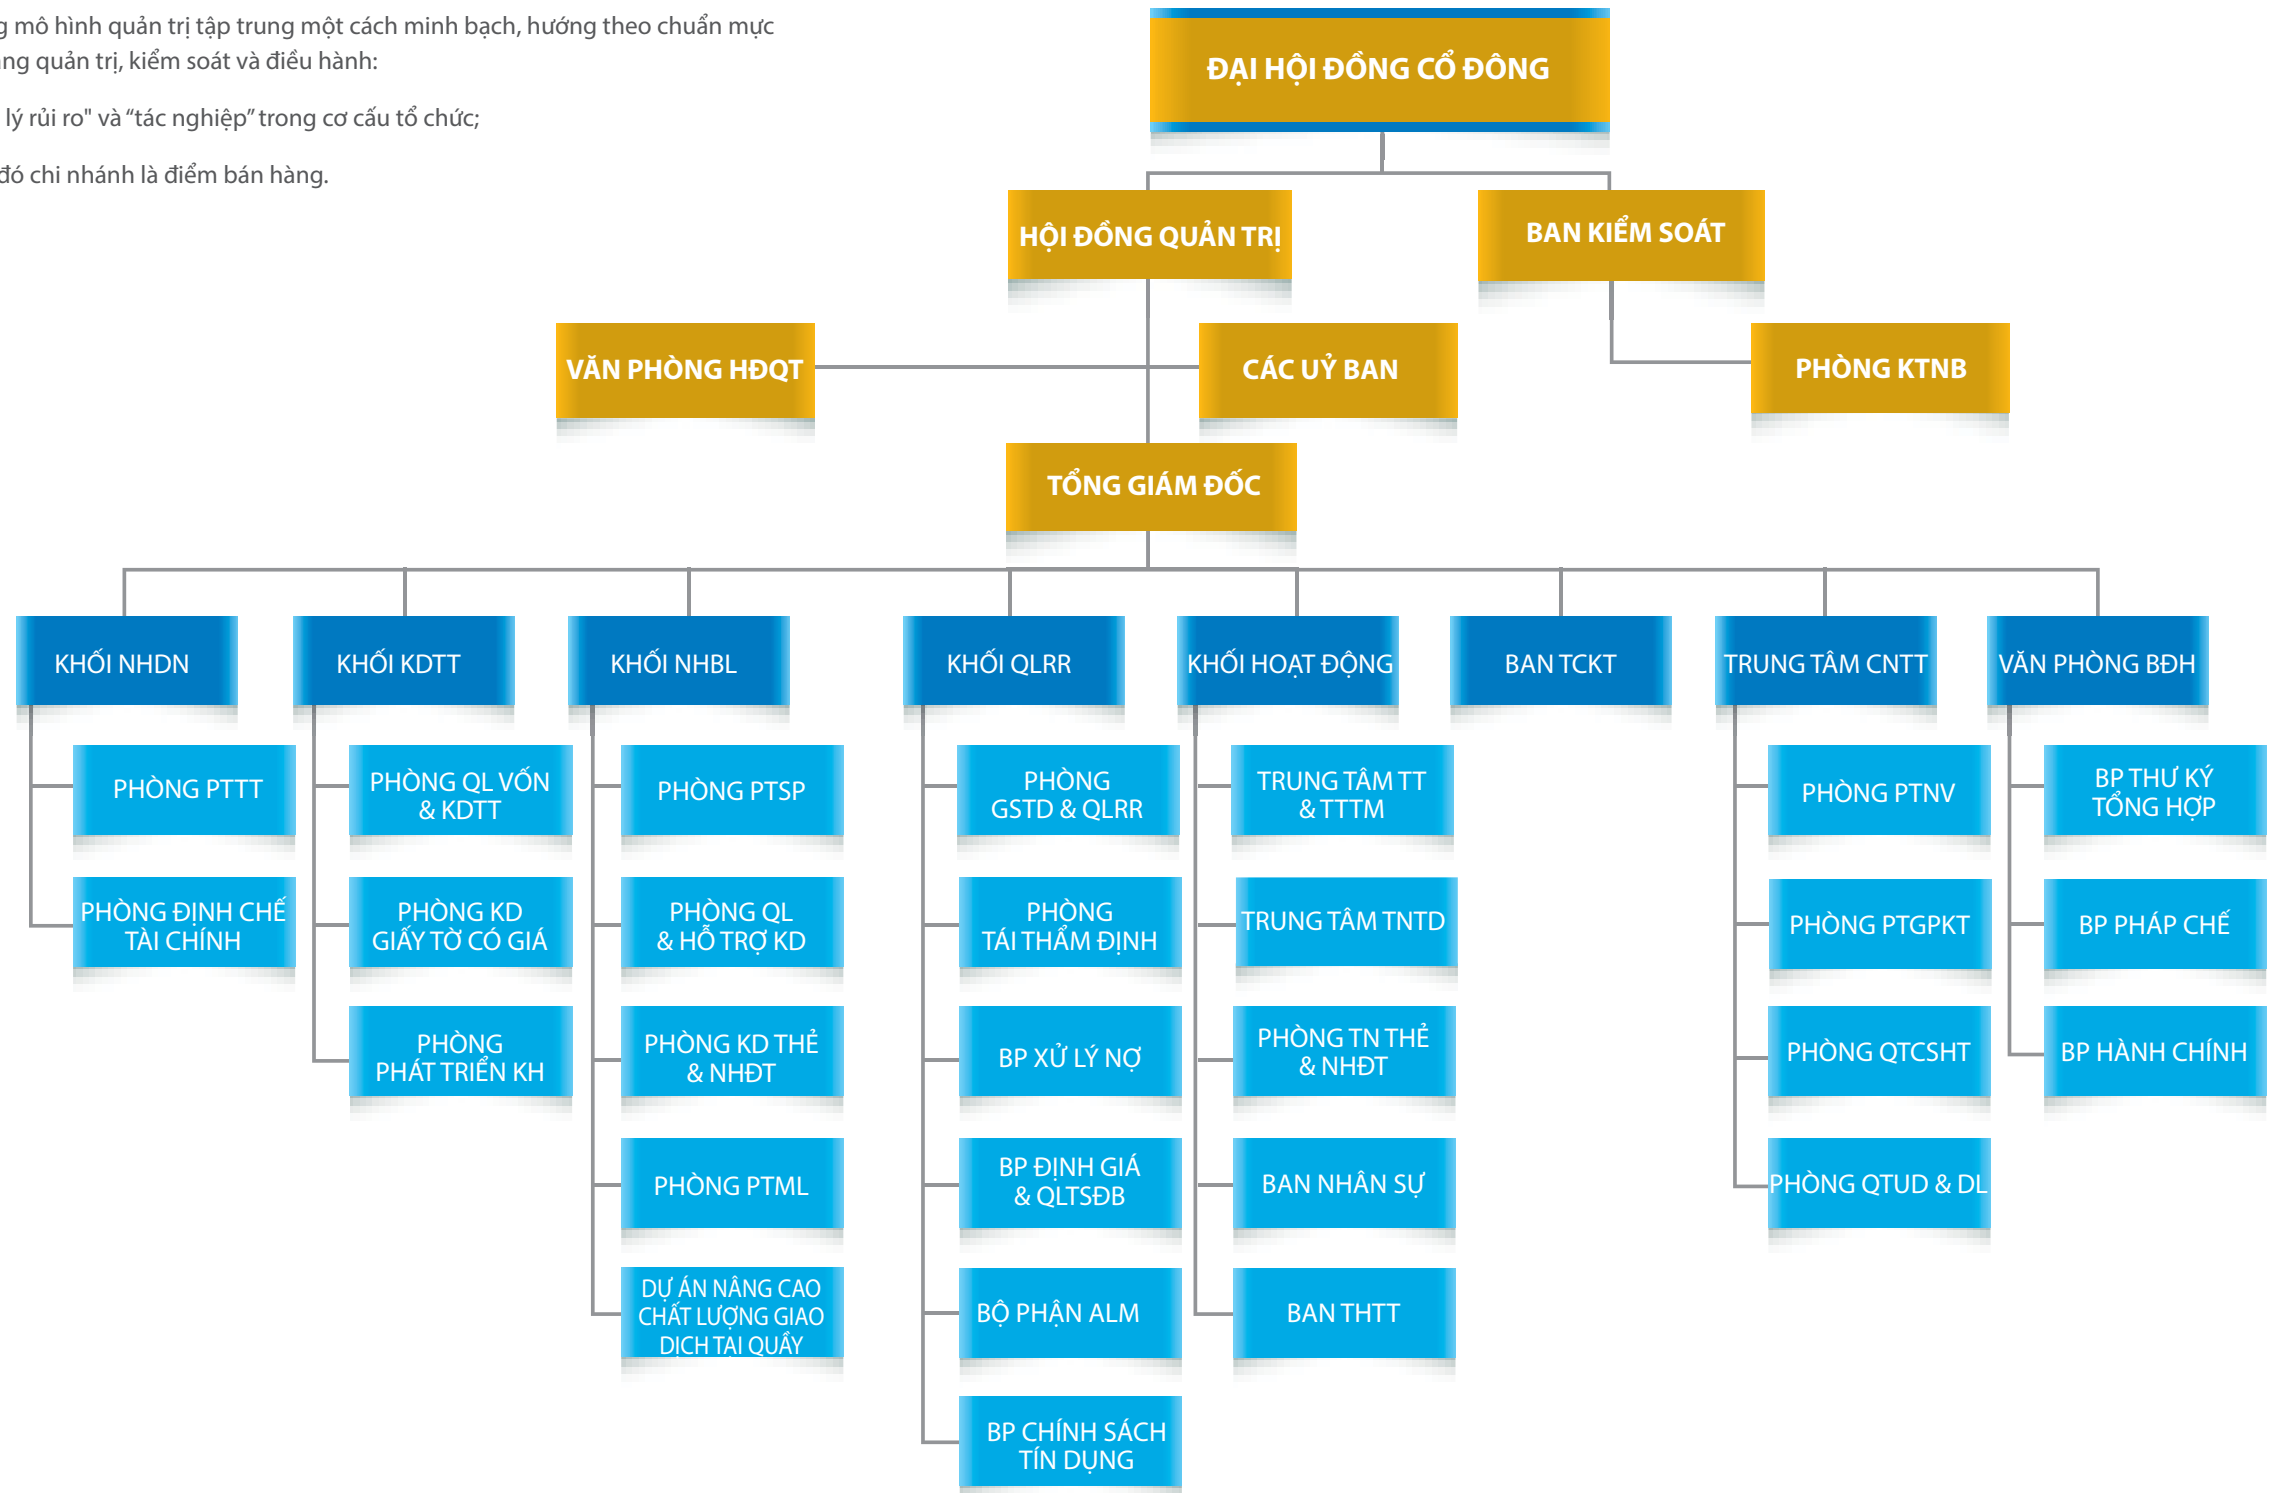 g mô hình quản trị tập trung một cách minh bạch, hướng theo chuẩn mực
ng quản trị, kiểm soát và điều hành:
lý rủi ro" và “tác nghiệp” trong cơ cấu tổ chức;
đó chi nhánh là điểm bán hàng.
ĐẠI HỘI ĐỒNG CỔ ĐÔNG
HỘI ĐỒNG QUẢN TRỊ
BAN KIỂM SOÁT
VĂN PHÒNG HĐQT
CÁC UỶ BAN
PHÒNG KTNB
TỔNG GIÁM ĐỐC
KHỐI NHDN
KHỐI KDTT
KHỐI NHBL
KHỐI QLRR
KHỐI HOẠT ĐỘNG
BAN TCKT
TRUNG TÂM CNTT
VĂN PHÒNG BĐH
PHÒNG PTTT
PHÒNG ĐỊNH CHẾ
TÀI CHÍNH
PHÒNG QL VỐN
& KDTT
PHÒNG KD
GIẤY TỜ CÓ GIÁ
PHÒNG
PHÁT TRIỂN KH
PHÒNG PTSP
PHÒNG QL
& HỖ TRỢ KD
PHÒNG KD THẺ
& NHĐT
PHÒNG PTML
DỰ ÁN NÂNG CAO
CHẤT LƯỢNG GIAO
DỊCH TẠI QUẦY
PHÒNG
GSTD & QLRR
PHÒNG
TÁI THẨM ĐỊNH
BP XỬ LÝ NỢ
BP ĐỊNH GIÁ
& QLTSĐB
BỘ PHẬN ALM
BP CHÍNH SÁCH
TÍN DỤNG
TRUNG TÂM TT
& TTTM
TRUNG TÂM TNTD
PHÒNG TN THẺ
& NHĐT
BAN NHÂN SỰ
BAN THTT
PHÒNG PTNV
PHÒNG PTGPKT
PHÒNG QTCSHT
PHÒNG QTUD & DL
BP THƯ KÝ
TỔNG HỢP
BP PHÁP CHẾ
BP HÀNH CHÍNH